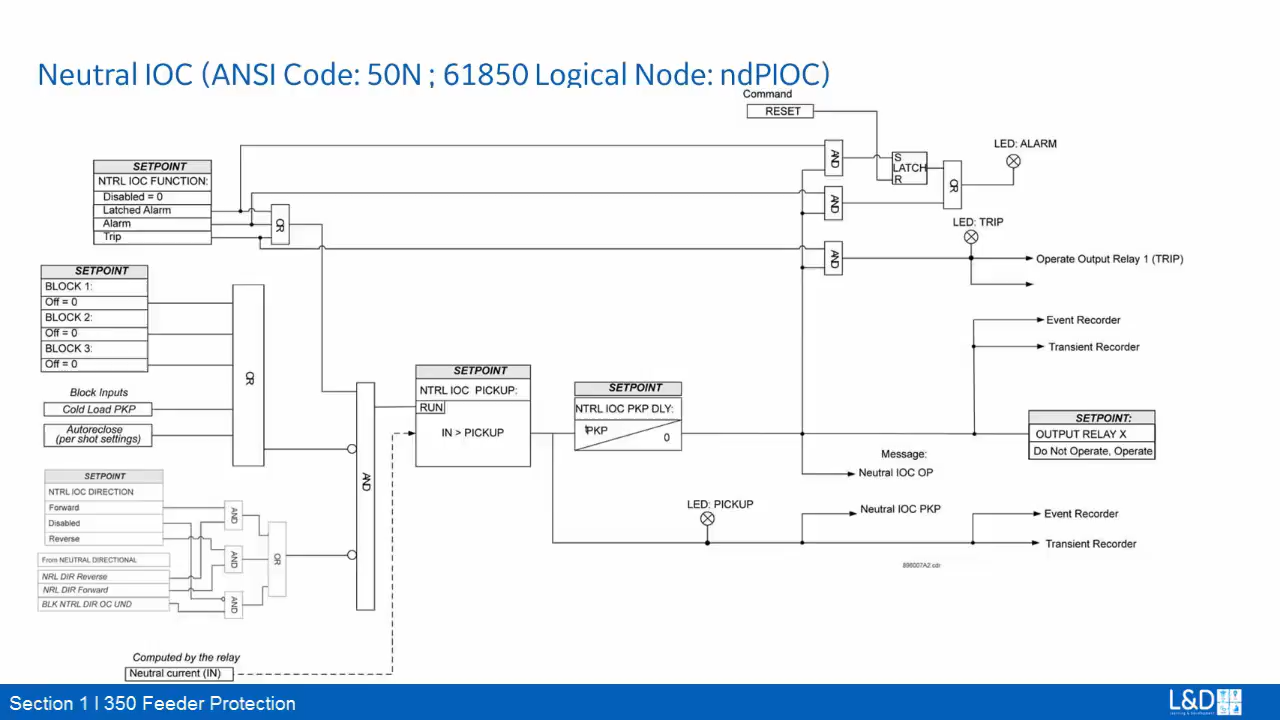 Neutral IOC (ANSI Code: 50N ; 61850 Logical Node: ndPIOC)
Command
RESET
LED: ALARM
SETPOINT
NTRL IOC FUNCTION:
Disabled = 0
Latched Alarm
Alarm
Trip
OR
AND
S
LATCH
R
OR
AND
LED: TRIP
AND
Operate Output Relay 1 (TRIP)
SETPOINT
BLOCK 1:
Off = 0
BLOCK 2:
Off = 0
BLOCK 3:
Off = 0
OR
Block Inputs
Cold Load PKP
Autoreclose
(per shot settings)
Event Recorder
Transient Recorder
SETPOINT
NTRL IOC PICKUP:
RUN
IN > PICKUP
SETPOINT
NTRL IOC PKP DLY:
tPKP
0
SETPOINT:
OUTPUT RELAY X
Do Not Operate, Operate
Message:
Neutral IOC OP
AND
SETPOINT
NTRL IOC DIRECTION
Forward
Disabled
Reverse
AND
AND
AND
OR
From NEUTRAL DIRECTIONAL
NRL DIR Reverse
NRL DIR Forward
BLK NTRL DIR OC UND
LED: PICKUP
Neutral IOC PKP
Event Recorder
Transient Recorder
898007A2.cdr
Computed by the relay
Neutral current (IN)
Section 1 I 350 Feeder Protection
L&D